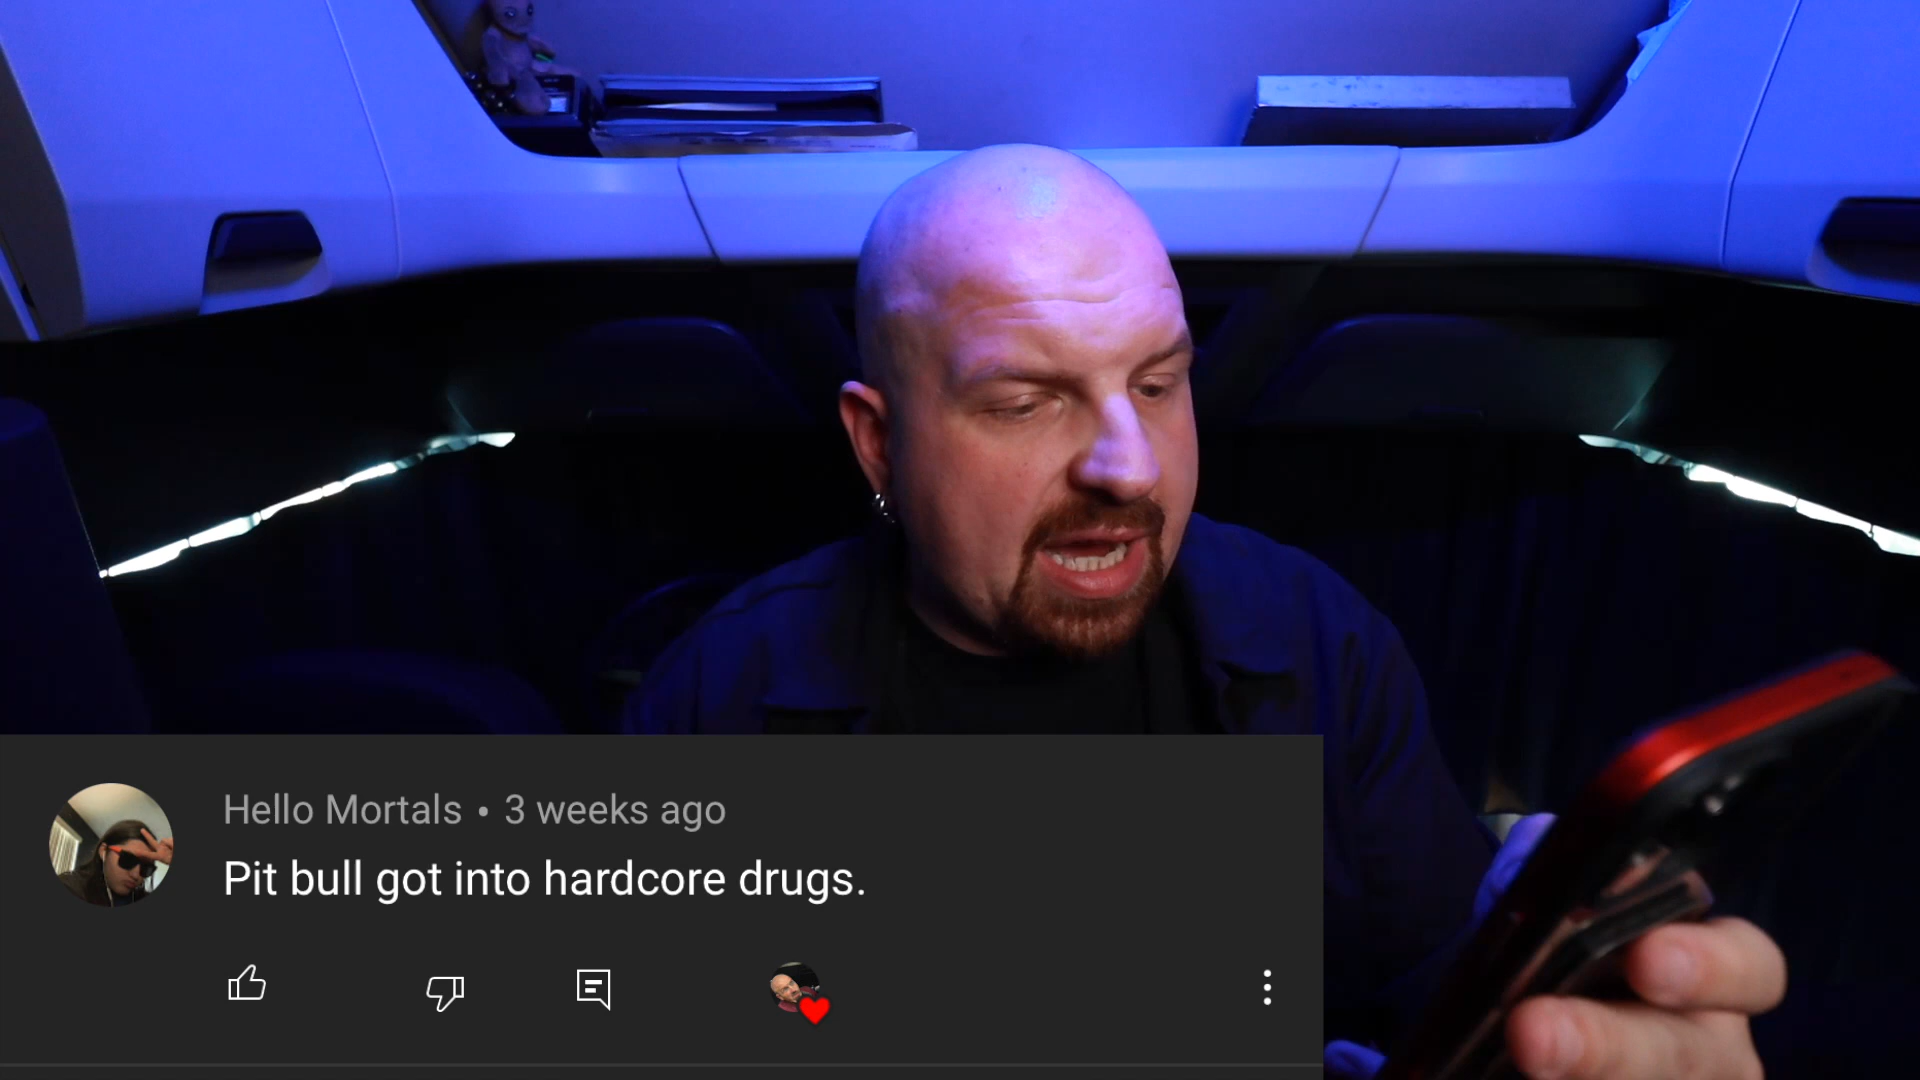 Hello Mortals • 3 weeks ago
Pit bull got into hardcore drugs.